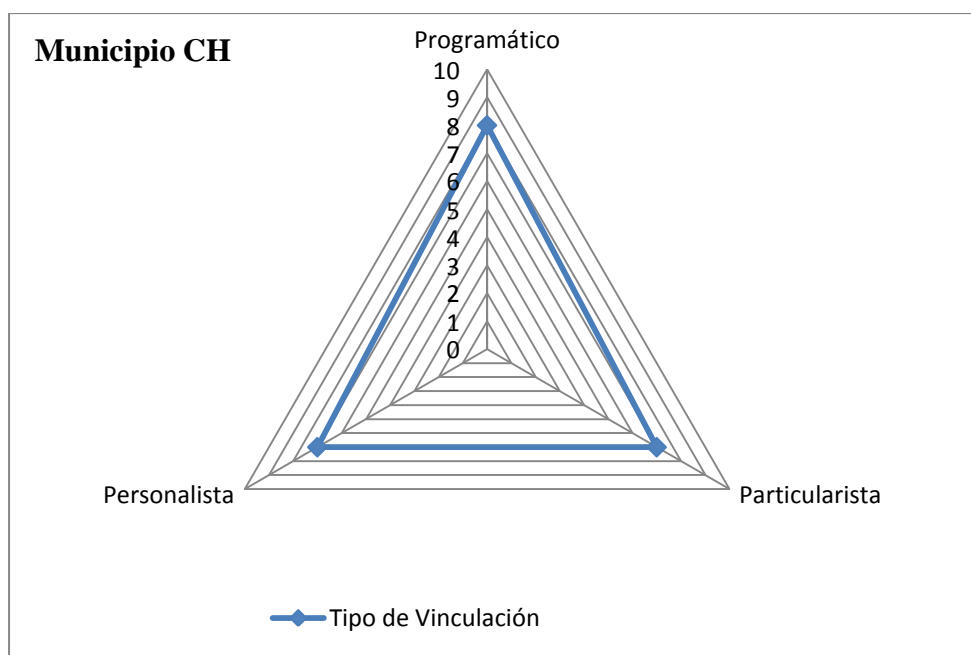 Municipio CH
Programático
10
9
8
7
6
5
4
3
2
1
0
Personalista
Particularista
Tipo de Vinculación